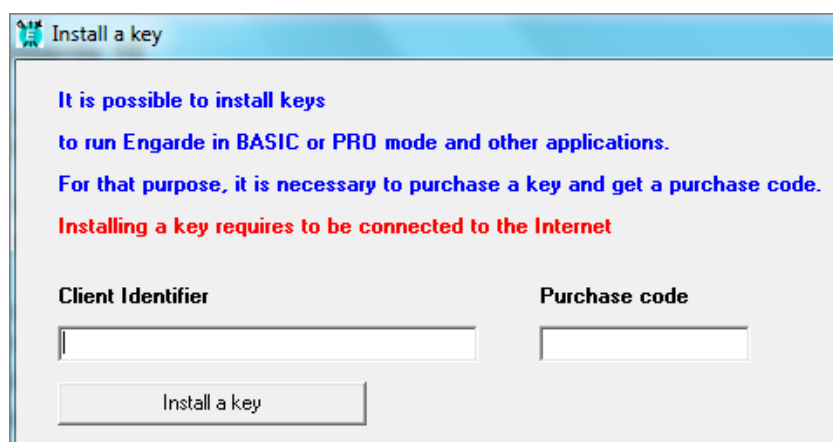 Install a key
It is possible to install keys
to run Engarde in BASIC or PRO mode and other applications.
For that purpose, it is necessary to purchase a key and get a purchase code.
Installing a key requires to be connected to the Internet
Client Identifier
Purchase code
Install a key